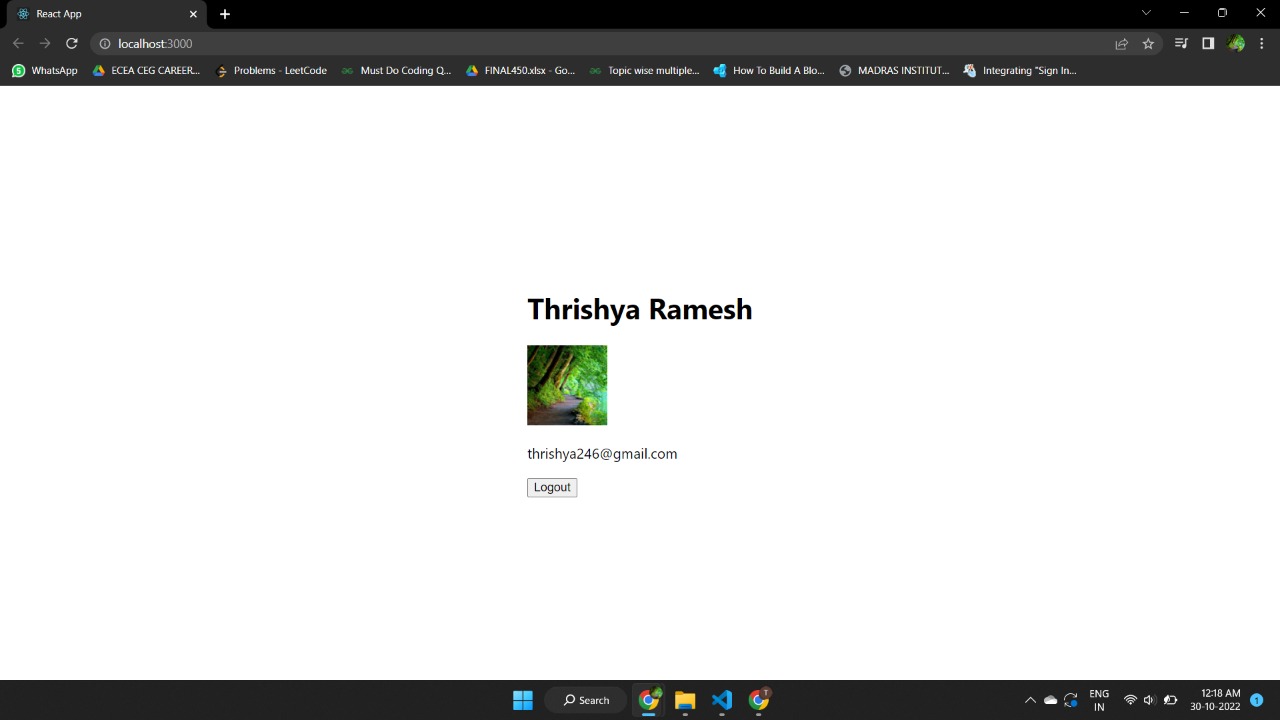 React App
localhost:3000
WhatsApp
ECEA CEG CAREER...
Problems - LeetCode
Must Do Coding Q...
FINAL450.xlsx - Go...
Topic wise multiple...
How To Build A Blo...
MADRAS INSTITUT...
Integrating "Sign In...
Thrishya Ramesh
thrishya246@gmail.com
Logout
Search
T
ENG
IN
12:18 AM
30-10-2022
1